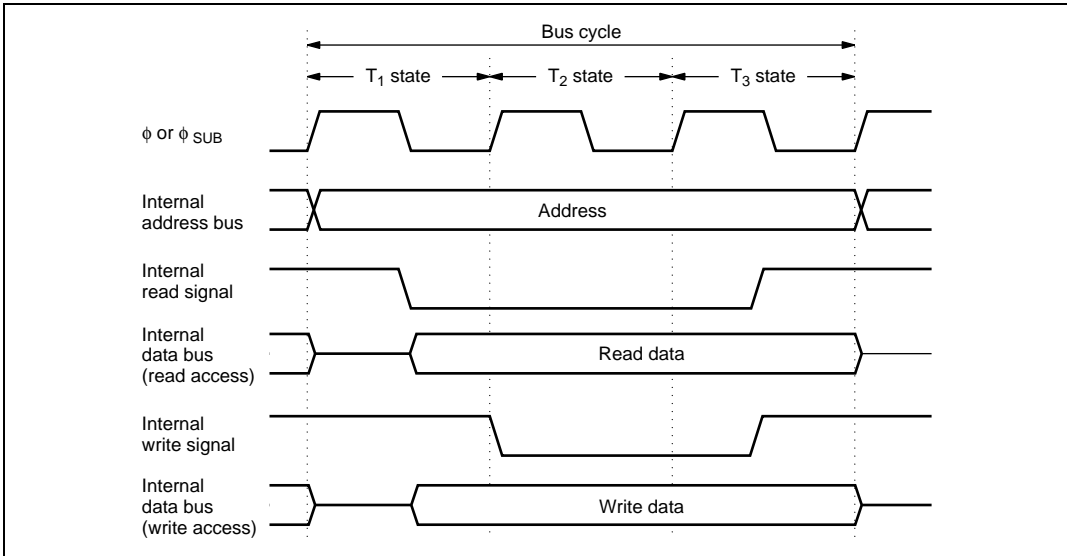 Bus cycle
T1 state
T2 state
T3 state
ϕ or ϕ SUB
Internal
address bus
Address
Internal
read signal
Internal
data bus
(read access)
Read data
Internal
write signal
Internal
data bus
(write access)
Write data